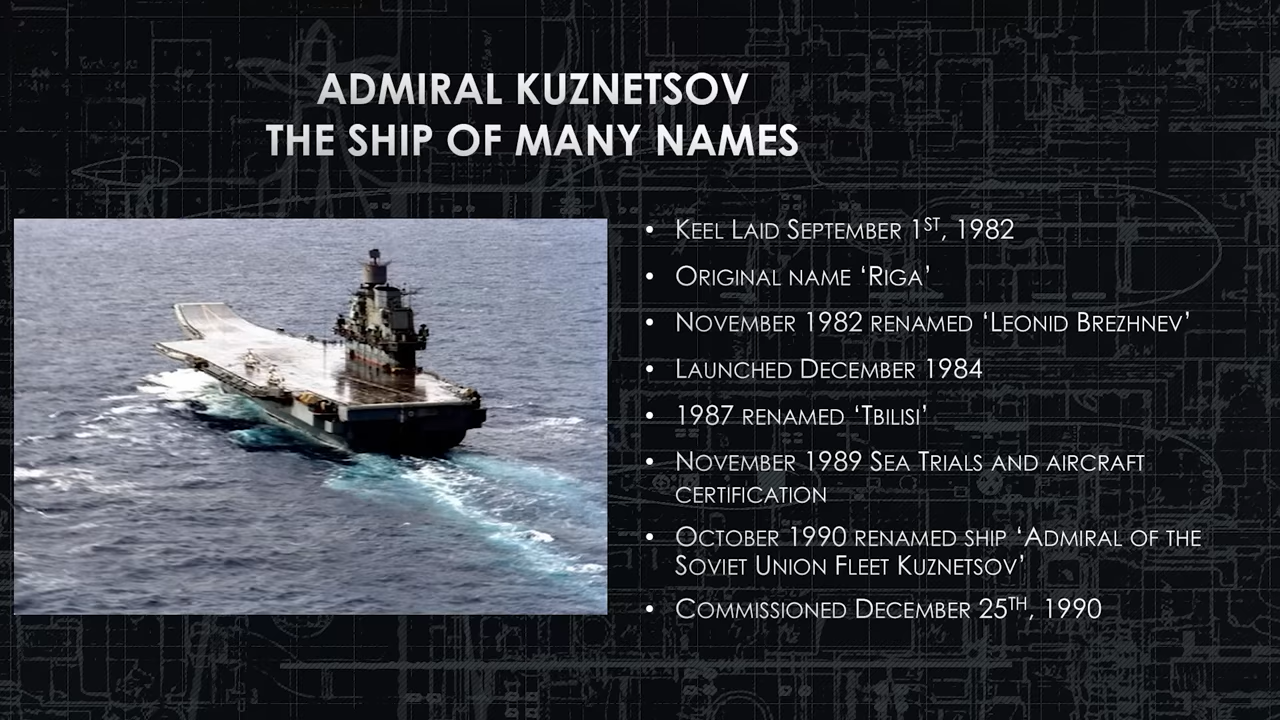 ADMIRAL KUZNETSOV
THE SHIP OF MANY NAMES
• KEEL LAID SEPTEMBER 1ST, 1982
• ORIGINAL NAME ‘RIGA’
• NOVEMBER 1982 RENAMED ‘LEONID BREZHNEV’
• LAUNCHED DECEMBER 1984
• 1987 RENAMED ‘TBILISI’
• NOVEMBER 1989 SEA TRIALS AND AIRCRAFT
CERTIFICATION
• OCTOBER 1990 RENAMED SHIP ‘ADMIRAL OF THE
SOVIET UNION FLEET KUZNETSOV’
• COMMISSIONED DECEMBER 25TH, 1990